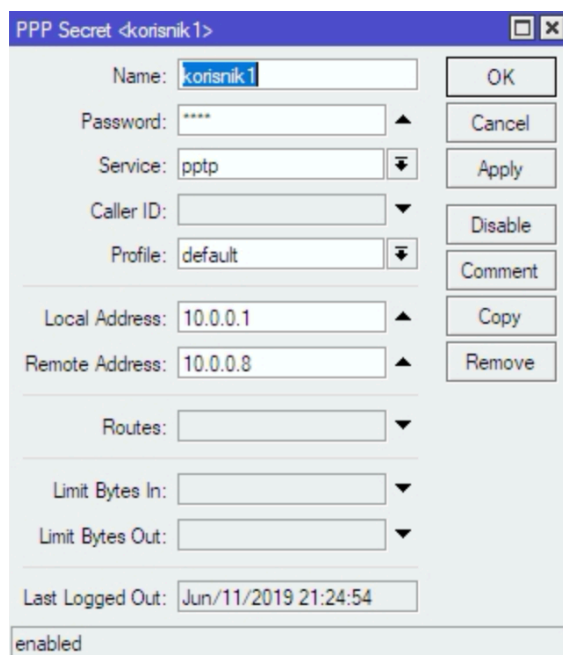 PPP Secret <korisnik1>
Name: korisnik1
OK
Password: ****
Cancel
Service: pptp
Apply
Caller ID:
Disable
Profile: default
Comment
Local Address: 10.0.0.1
Copy
Remote Address: 10.0.0.8
Remove
Routes:
Limit Bytes In:
Limit Bytes Out:
Last Logged Out: Jun/11/2019 21:24:54
enabled